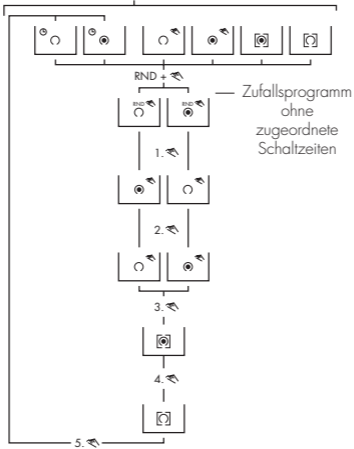 RND +
RND
RND
Zufallsprogramm
ohne
zugeordnete
Schaltzeiten
1.
2.
3.
4.
5.